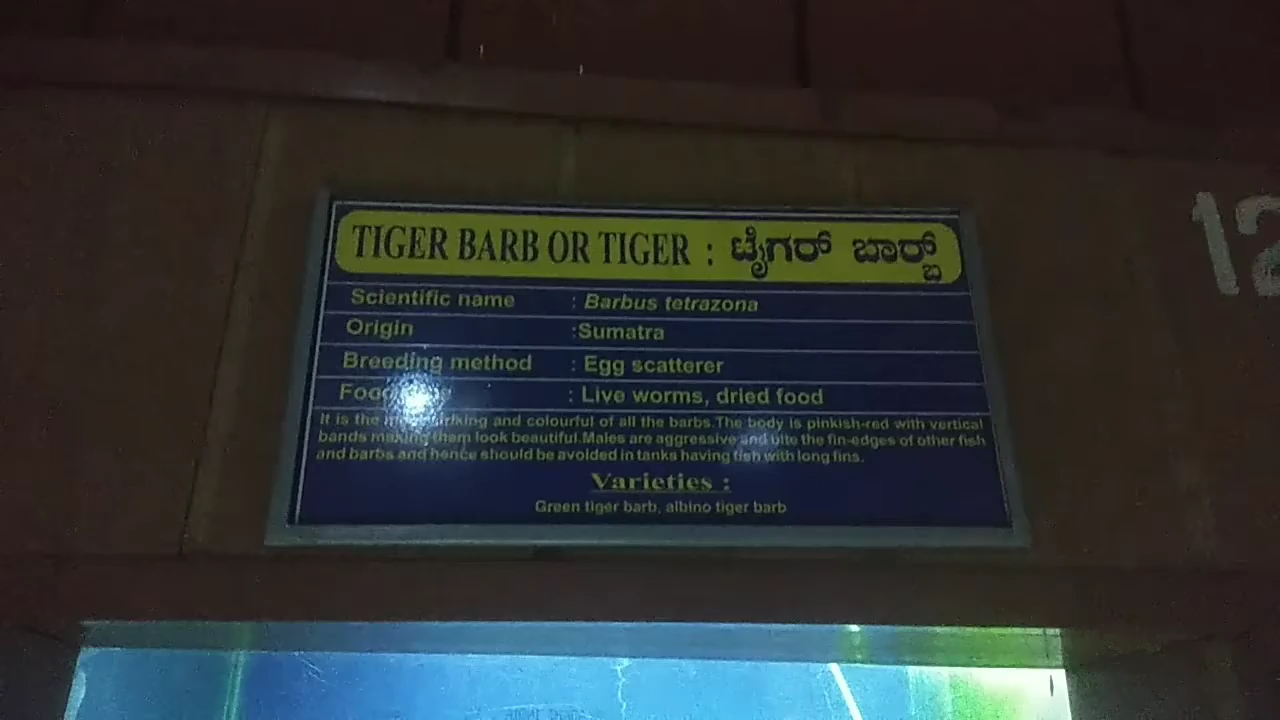 TIGER BARB OR TIGER : ಟೈಗರ್ ಬಾರ್ಬ್
Scientific name : Barbus tetrazona
Origin :Sumatra
Breeding method : Egg scatterer
: Live worms, dried food
It is the and colourful of all the barbs.The body is pinkish-red with vertical
bands making them look beautiful.Males are aggressive and bite the fin-edges of other fish
and barbs and hence should be avoided in tanks having fish with long fins.
Varieties :
Green tiger barb, albino tiger barb
12